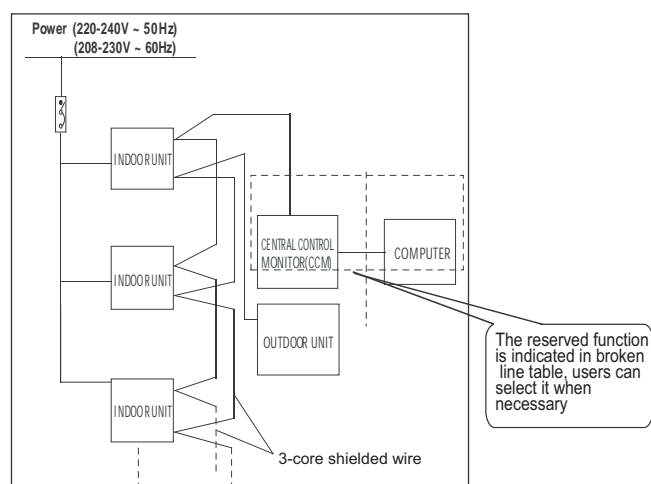 Power (220-240V ~ 50Hz)
(208-230V ~ 60Hz)
INDOOR UNIT
CENTRAL CONTROL
MONITOR(CCM)
COMPUTER
INDOOR UNIT
OUTDOOR UNIT
The reserved function
is indicated in broken
line table, users can
select it when
necessary
INDOOR UNIT
3-core shielded wire